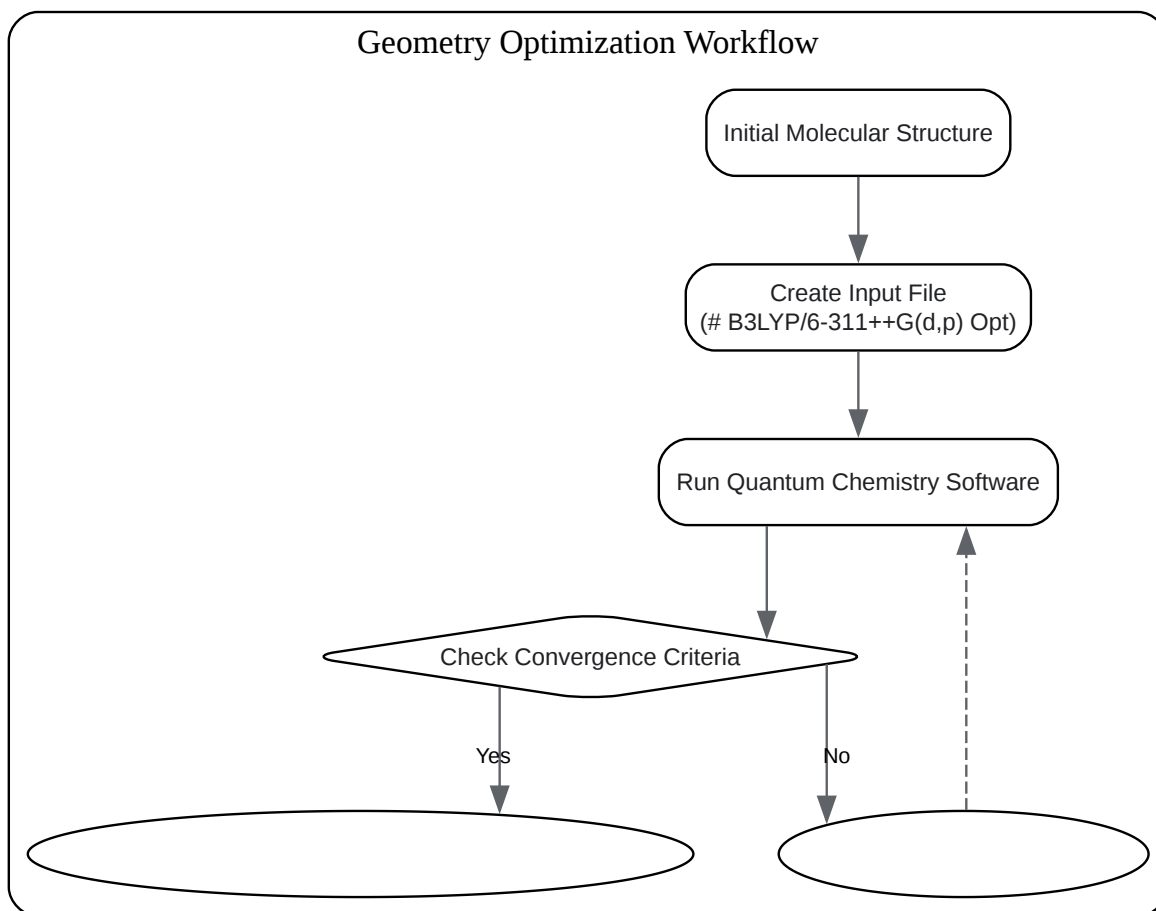 Geometry Optimization Workflow
Initial Molecular Structure
Create Input File
(# B3LYP/6-311++G(d,p) Opt)
Run Quantum Chemistry Software
Check Convergence Criteria
Yes
No